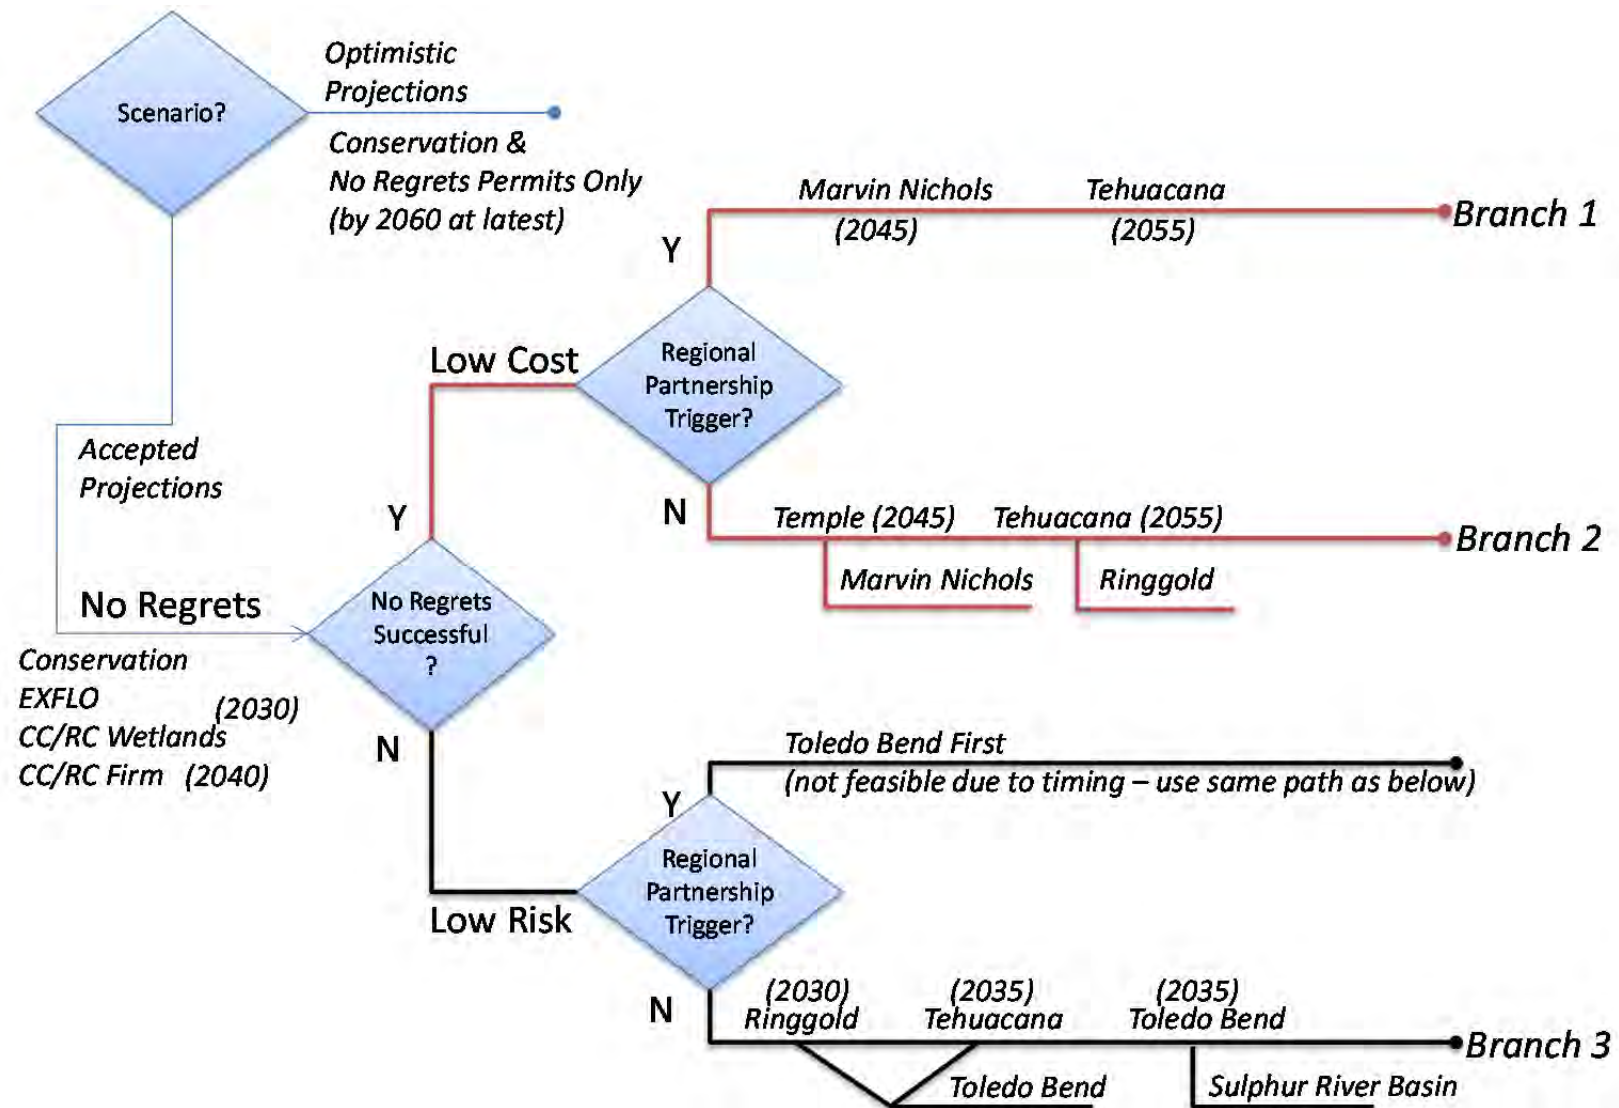 Scenario?
Optimistic
Projections
Conservation &
No Regrets Permits Only
(by 2060 at latest)
Marvin Nichols
(2045)
Tehuacana
(2055)
Branch 1
Y
Low Cost
Regional
Partnership
Trigger?
Accepted
Projections
Y
N
Temple (2045)
Tehuacana (2055)
Branch 2
Marvin Nichols
Ringgold
No Regrets
No Regrets
Successful
?
Conservation
EXFLO
(2030)
CC/RC Wetlands
CC/RC Firm (2040)
N
Toledo Bend First
(not feasible due to timing – use same path as below)
Y
Regional
Partnership
Trigger?
Low Risk
N
(2030)
Ringgold
(2035)
Tehuacana
(2035)
Toledo Bend
Branch 3
Toledo Bend
Sulphur River Basin